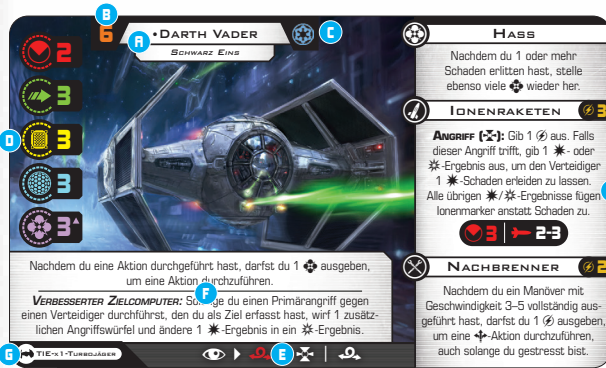 B
6
A
•Darth Vader
Schwarz Eins
C
2
3
D
3
3
3
Nachdem du eine Aktion durchgeführt hast, darfst du 1 ausgeben,
um eine Aktion durchzuführen.
F
Verbesserter Zielcomputer: du einen Primärangriff gegen
einen Verteidiger durchführst, den du als Ziel erfasst hast, wirf 1 zusätz-
lichen Angriffswürfel und ändere 1 -Ergebnis in ein -Ergebnis.
G
TIE-x1-Turbojäger
E
Hass
Nachdem du 1 oder mehr
Schaden erlitten hast, stelle
ebenso viele wieder her.
Ionenraketen
3
Angriff ( ): Gib 1 aus. Falls
dieser Angriff trifft, gib 1 - oder
-Ergebnis aus, um den Verteidiger
1 -Schaden erleiden zu lassen.
Alle übrigen / -Ergebnisse fügen
Ionenmarker anstatt Schaden zu.
3 2-3
Nachbrenner
2
Nachdem du ein Manöver mit
Geschwindigkeit 3–5 vollständig aus-
geführt hast, darfst du 1 ausgeben,
um eine -Aktion durchzuführen,
auch solange du gestresst bist.